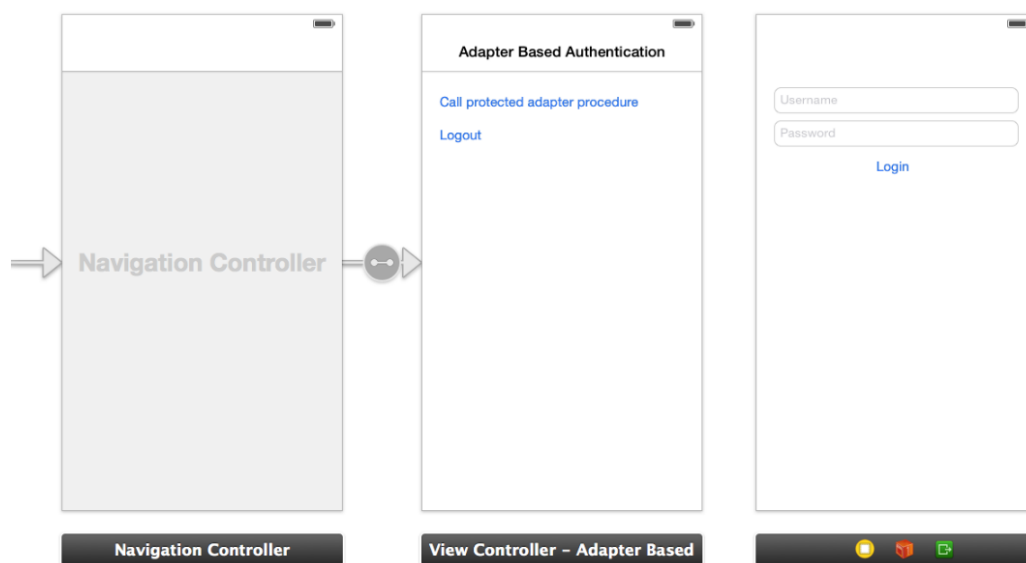 Adapter Based Authentication
Call protected adapter procedure
Logout
Username
Password
Login
Navigation Controller
Navigation Controller
View Controller – Adapter Based